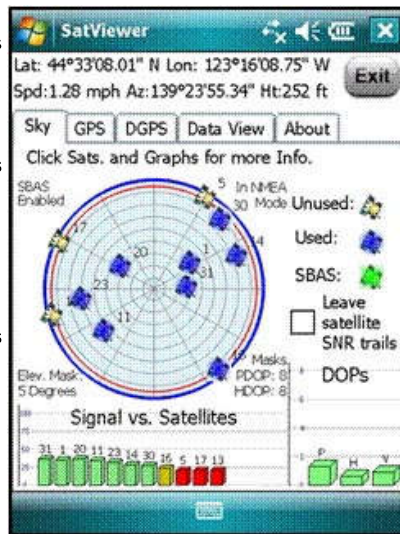 SatViewer
Lat: 44°33'08.01" N Lon: 123°16'08.75" W
Spd:1.28 mph Az:139°23'55.34" Ht:252 ft
Exit
Sky GPS DGPS Data View About
Click Sats. and Graphs for more Info.
SBAS
Enabled
5 In NMEA
30 Mode
Unused:
17
20
1
Used:
31
SBAS:
23
11
Leave
satellite
SNR trails
Elev. Mask.
5 Degrees
Masks.
PDOP: 8
HDOP: 8
DOPs
Signal vs. Satellites
31 1 20 11 23 14 30 16 5 17 13
P H V